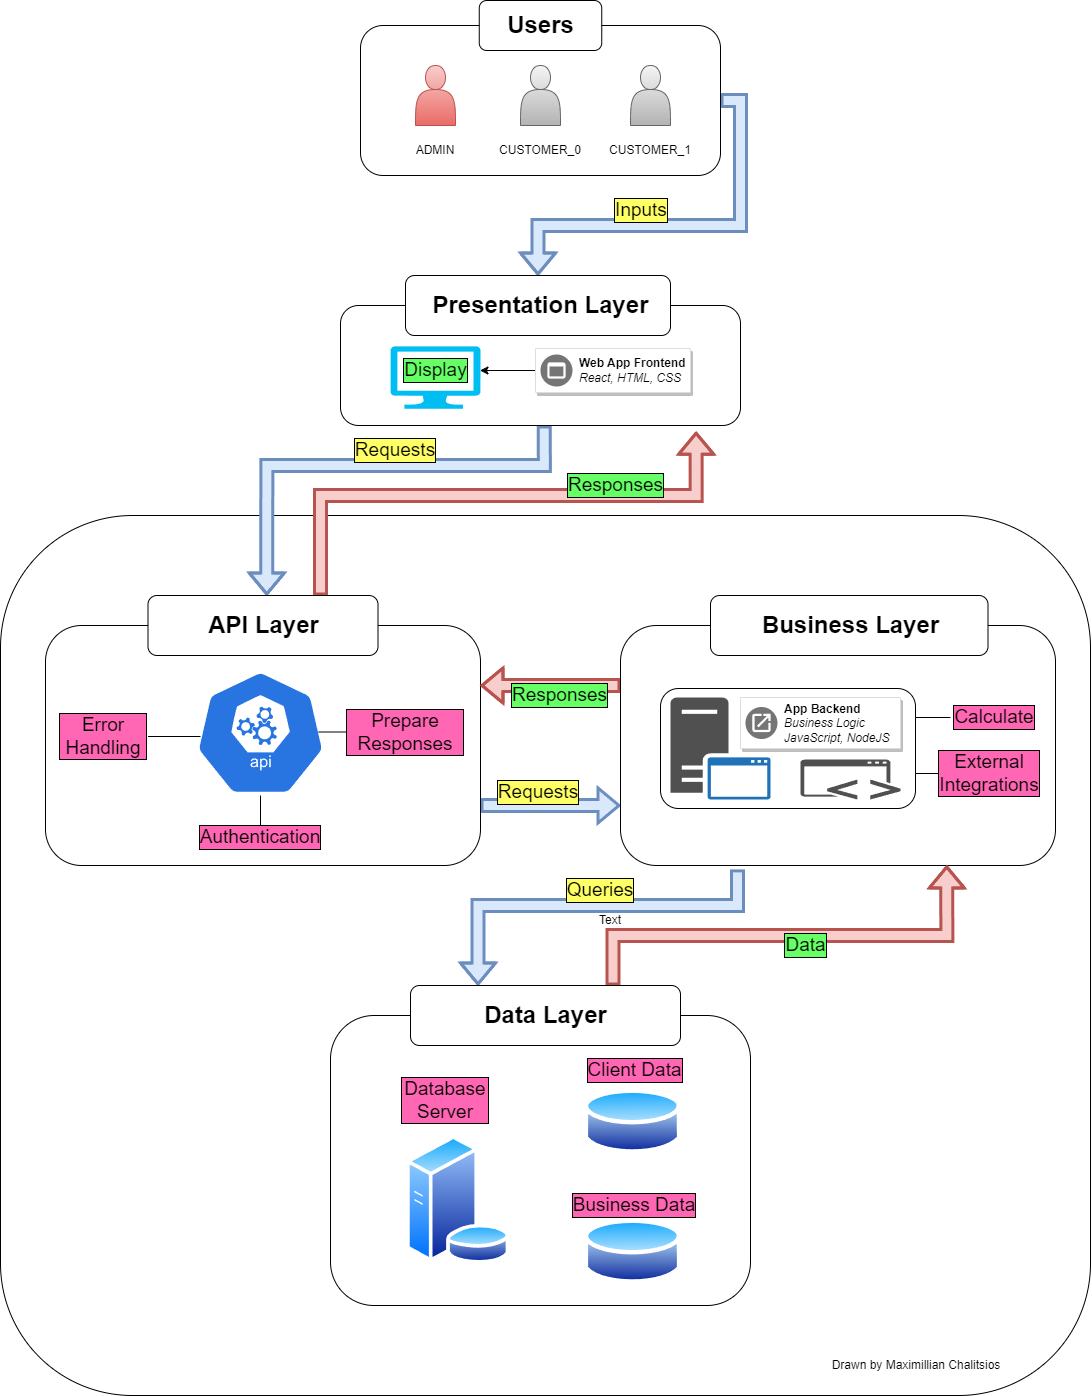 Users
ADMIN
CUSTOMER_0
CUSTOMER_1
Inputs
Presentation Layer
Display
Web App Frontend
React, HTML, CSS
Requests
Responses
API Layer
Business Layer
Error
Handling
api
Prepare
Responses
Authentication
Responses
Requests
App Backend
Business Logic
JavaScript, NodeJS
Calculate
External
Integrations
Queries
Text
Data
Data Layer
Database
Server
Client Data
Business Data
Drawn by Maximillian Chalitsios